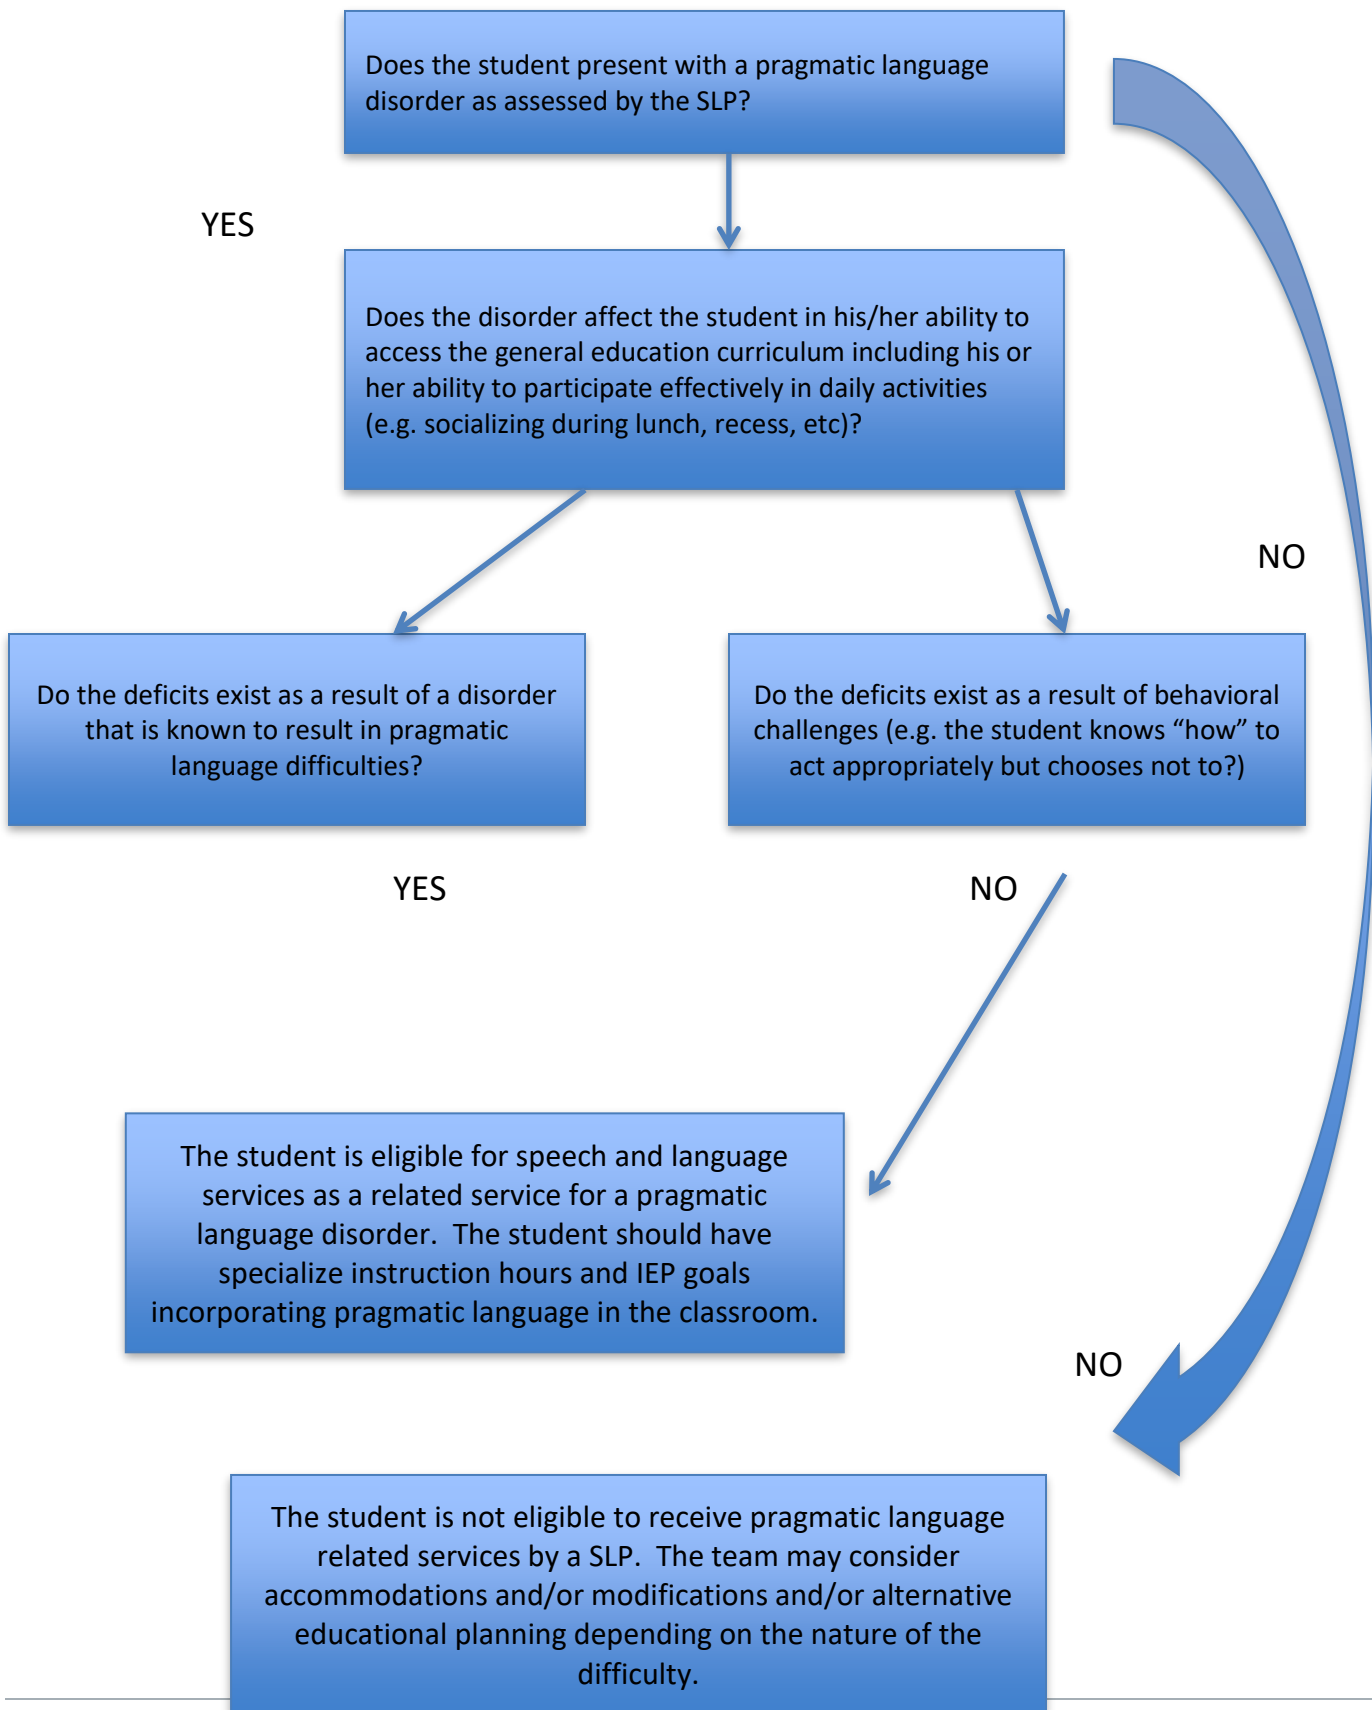 Does the student present with a pragmatic language
disorder as assessed by the SLP?
YES
Does the disorder affect the student in his/her ability to
access the general education curriculum including his or
her ability to participate effectively in daily activities
(e.g. socializing during lunch, recess, etc)?
NO
Do the deficits exist as a result of a disorder
that is known to result in pragmatic
language difficulties?
Do the deficits exist as a result of behavioral
challenges (e.g. the student knows “how” to
act appropriately but chooses not to?)
YES
NO
The student is eligible for speech and language
services as a related service for a pragmatic
language disorder.  The student should have
specialize instruction hours and IEP goals
incorporating pragmatic language in the classroom.
NO
The student is not eligible to receive pragmatic language
related services by a SLP.  The team may consider
accommodations and/or modifications and/or alternative
educational planning depending on the nature of the
difficulty.